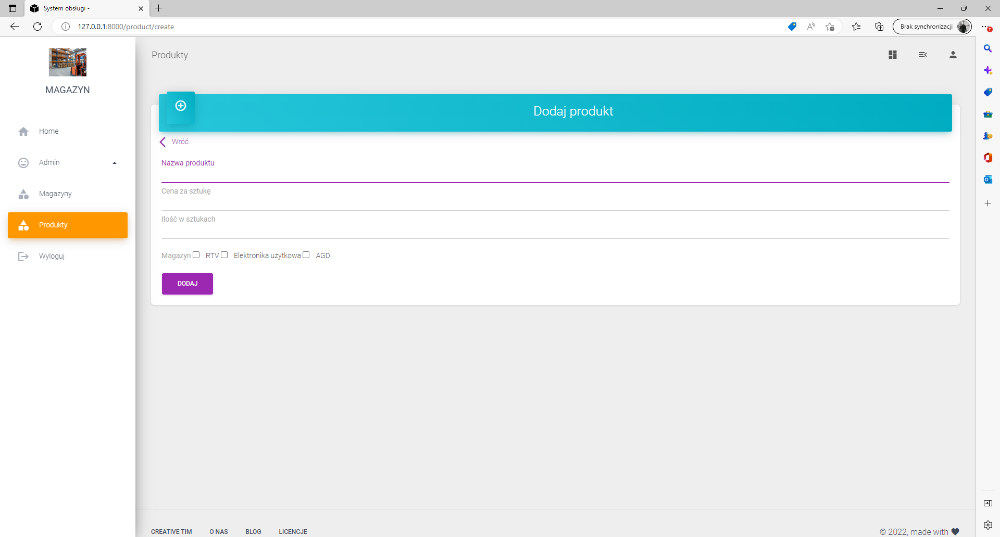 System obsługi -
127.0.0.1:8000/product/create
Brak synchronizacji
MAGAZYN
Home
Admin
Magazyny
Produkty
Wyloguj
Produkty
Dodaj produkt
Wróć
Nazwa produktu
Cena za sztukę
Ilość w sztukach
Magazyn RTV Elektronika użytkowa AGD
DODAJ
CREATIVE TIM O NAS BLOG LICENCJE
© 2022, made with